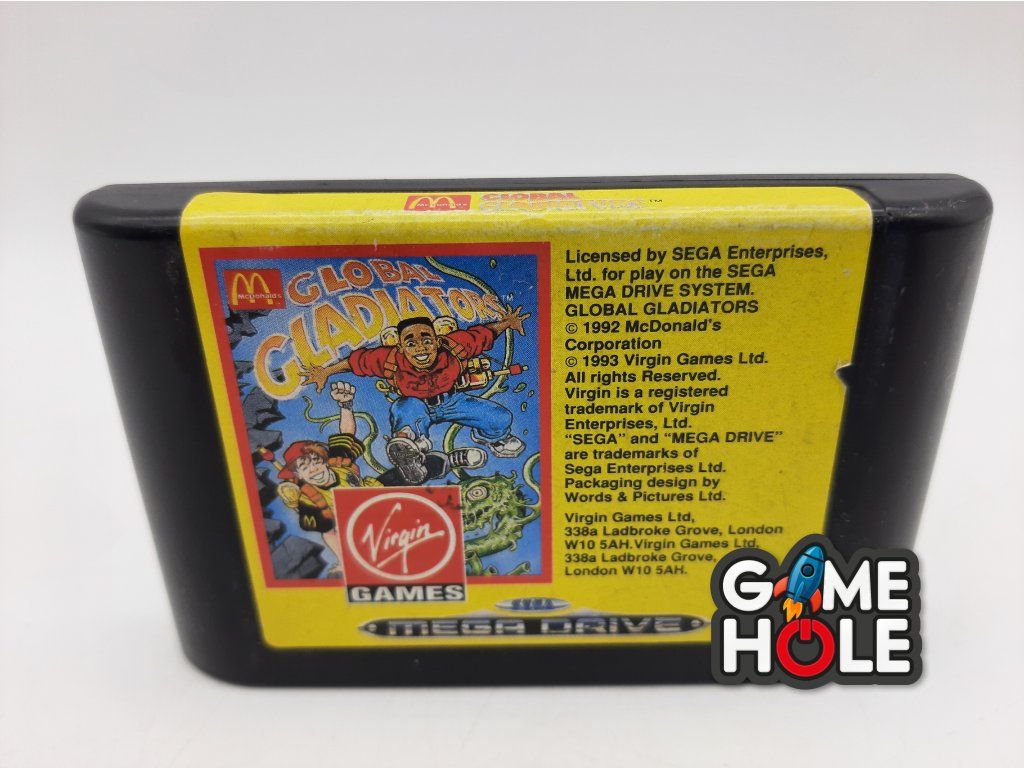 McDonald's GLOBAL GLADIATORS™
McDonald's
GLOBAL
GLADIATORS™
Licensed by SEGA Enterprises,
Ltd. for play on the SEGA
MEGA DRIVE SYSTEM.
GLOBAL GLADIATORS
© 1992 McDonald's
Corporation
© 1993 Virgin Games Ltd.
All rights Reserved.
Virgin is a registered
trademark of Virgin
Enterprises, Ltd.
“SEGA” and “MEGA DRIVE”
are trademarks of
Sega Enterprises Ltd.
Packaging design by
Words & Pictures Ltd.
Virgin Games Ltd,
338a Ladbroke Grove, London
W10 5AH.Virgin Games Ltd.
338a Ladbroke Grove,
London W10 5AH.
Virgin
GAMES
SEGA
MEGA DRIVE
GAME
HOLE